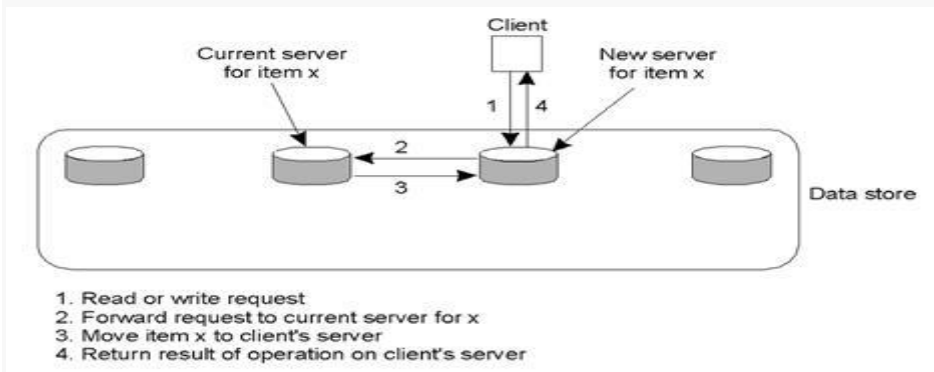 Client
Current server
for item x
New server
for item x
1
4
2
3
Data store
1. Read or write request
2. Forward request to current server for x
3. Move item x to client's server
4. Return result of operation on client's server